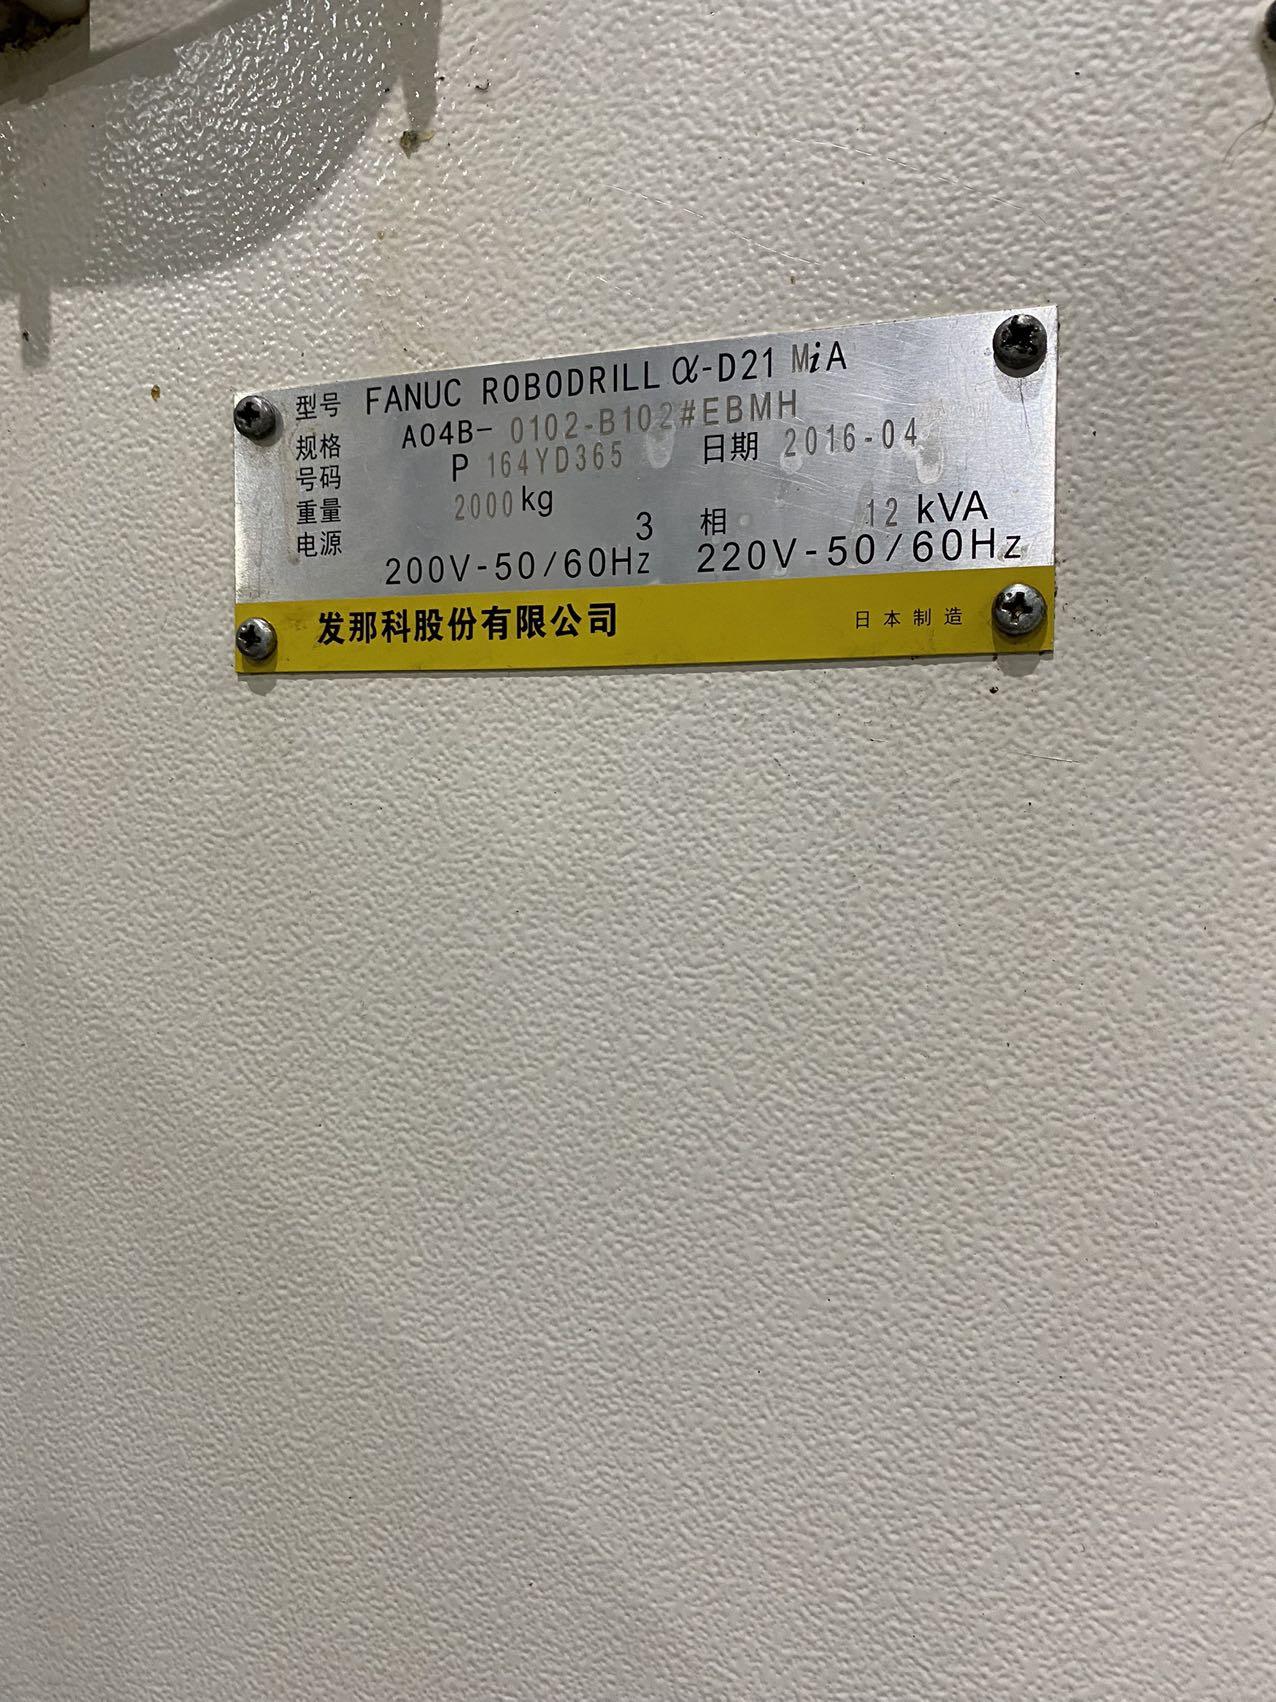 型号 FANUC ROBODRILL α-D21 MiA
规格 A04B-0102-B102#EBMH
号码 P 164YD365 日期 2016-04
重量 2000kg
电源 3 相 12 kVA
200V-50/60Hz 220V-50/60Hz
发那科股份有限公司 日本制造